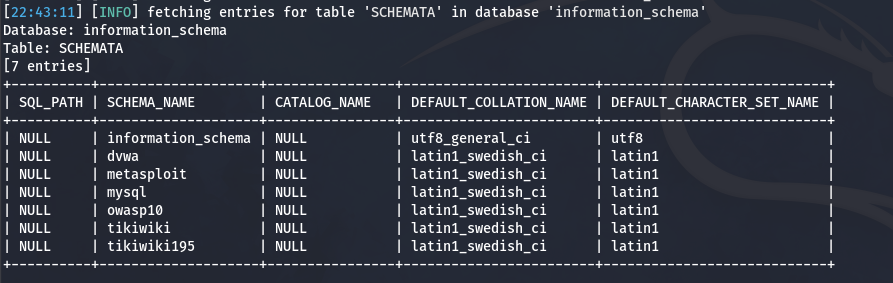 [22:43:11] [INFO] fetching entries for table 'SCHEMATA' in database 'information_schema'
Database: information_schema
Table: SCHEMATA
[7 entries]
+----------+--------------------+--------------+------------------------+----------------------------+
| SQL_PATH | SCHEMA_NAME        | CATALOG_NAME | DEFAULT_COLLATION_NAME | DEFAULT_CHARACTER_SET_NAME |
+----------+--------------------+--------------+------------------------+----------------------------+
| NULL     | information_schema | NULL         | utf8_general_ci        | utf8                       |
| NULL     | dvwa               | NULL         | latin1_swedish_ci      | latin1                     |
| NULL     | metasploit         | NULL         | latin1_swedish_ci      | latin1                     |
| NULL     | mysql              | NULL         | latin1_swedish_ci      | latin1                     |
| NULL     | owasp10            | NULL         | latin1_swedish_ci      | latin1                     |
| NULL     | tikiwiki           | NULL         | latin1_swedish_ci      | latin1                     |
| NULL     | tikiwiki195        | NULL         | latin1_swedish_ci      | latin1                     |
+----------+--------------------+--------------+------------------------+----------------------------+